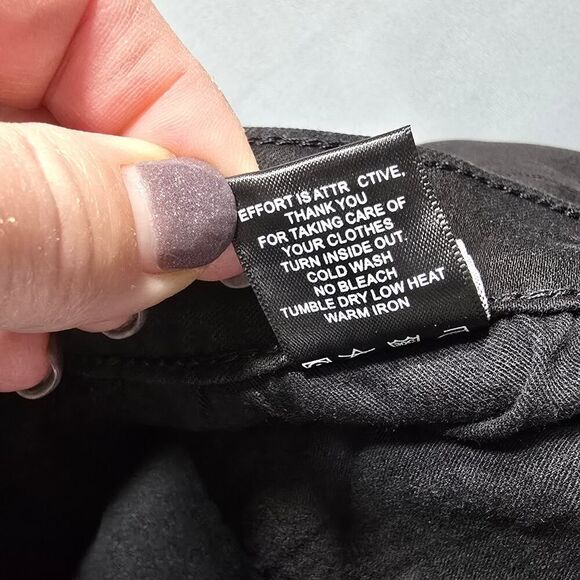 EFFORT IS ATTR CTIVE.
THANK YOU
FOR TAKING CARE OF
YOUR CLOTHES
TURN INSIDE OUT.
COLD WASH
NO BLEACH
TUMBLE DRY LOW HEAT
WARM IRON